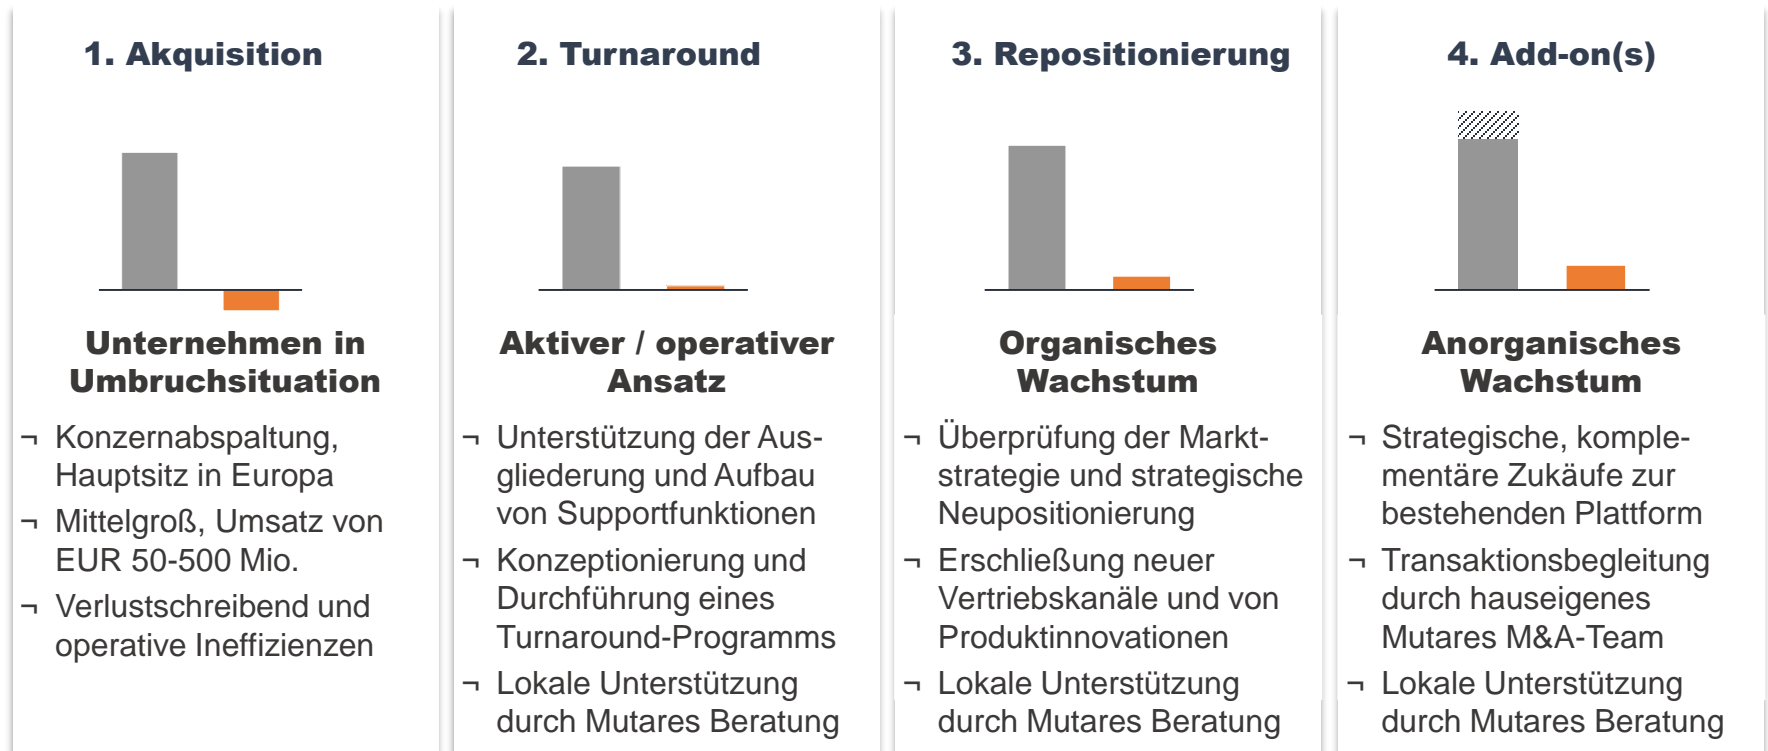 1. Akquisition
Unternehmen in
Umbruchsituation
¬ Konzernabspaltung,
Hauptsitz in Europa
¬ Mittelgroß, Umsatz von
EUR 50-500 Mio.
¬ Verlustschreibend und
operative Ineffizienzen
2. Turnaround
Aktiver / operativer
Ansatz
¬ Unterstützung der Aus-
gliederung und Aufbau
von Supportfunktionen
¬ Konzeptionierung und
Durchführung eines
Turnaround-Programms
¬ Lokale Unterstützung
durch Mutares Beratung
3. Repositionierung
Organisches
Wachstum
¬ Überprüfung der Markt-
strategie und strategische
Neupositionierung
¬ Erschließung neuer
Vertriebskanäle und von
Produktinnovationen
¬ Lokale Unterstützung
durch Mutares Beratung
4. Add-on(s)
Anorganisches
Wachstum
¬ Strategische, komple-
mentäre Zukäufe zur
bestehenden Plattform
¬ Transaktionsbegleitung
durch hauseigenes
Mutares M&A-Team
¬ Lokale Unterstützung
durch Mutares Beratung